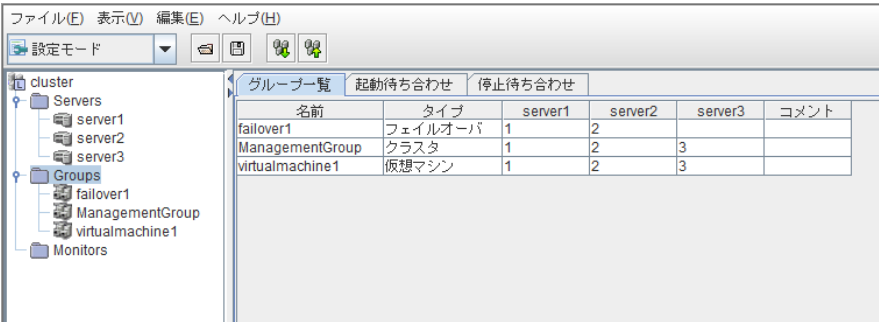 ファイル(F) 表示(V) 編集(E) ヘルプ(H)
設定モード
cluster
Servers
server1
server2
server3
Groups
failover1
ManagementGroup
virtualmachine1
Monitors
グループ一覧 起動待ち合わせ 停止待ち合わせ
名前 タイプ server1 server2 server3 コメント
failover1 フェイルオーバ 1 2
ManagementGroup クラスタ 1 2 3
virtualmachine1 仮想マシン 1 2 3